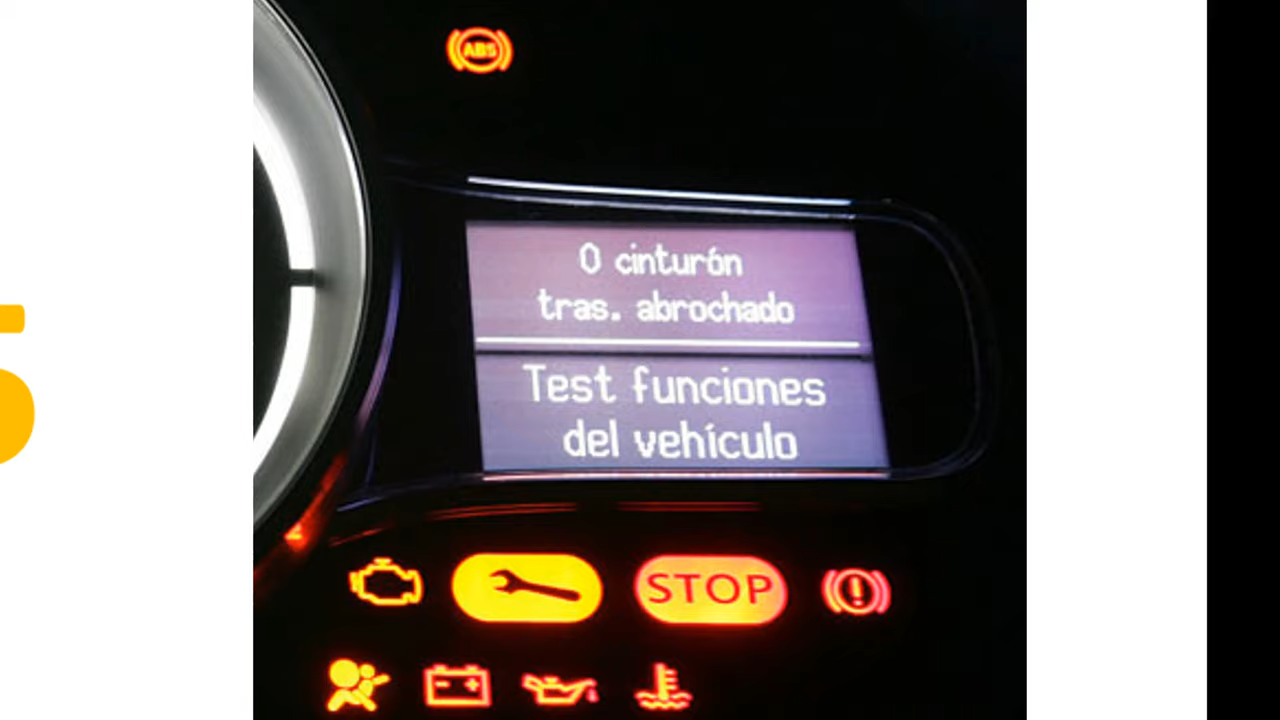 ABS
0 cinturón
tras. abrochado
Test funciones
del vehículo
STOP